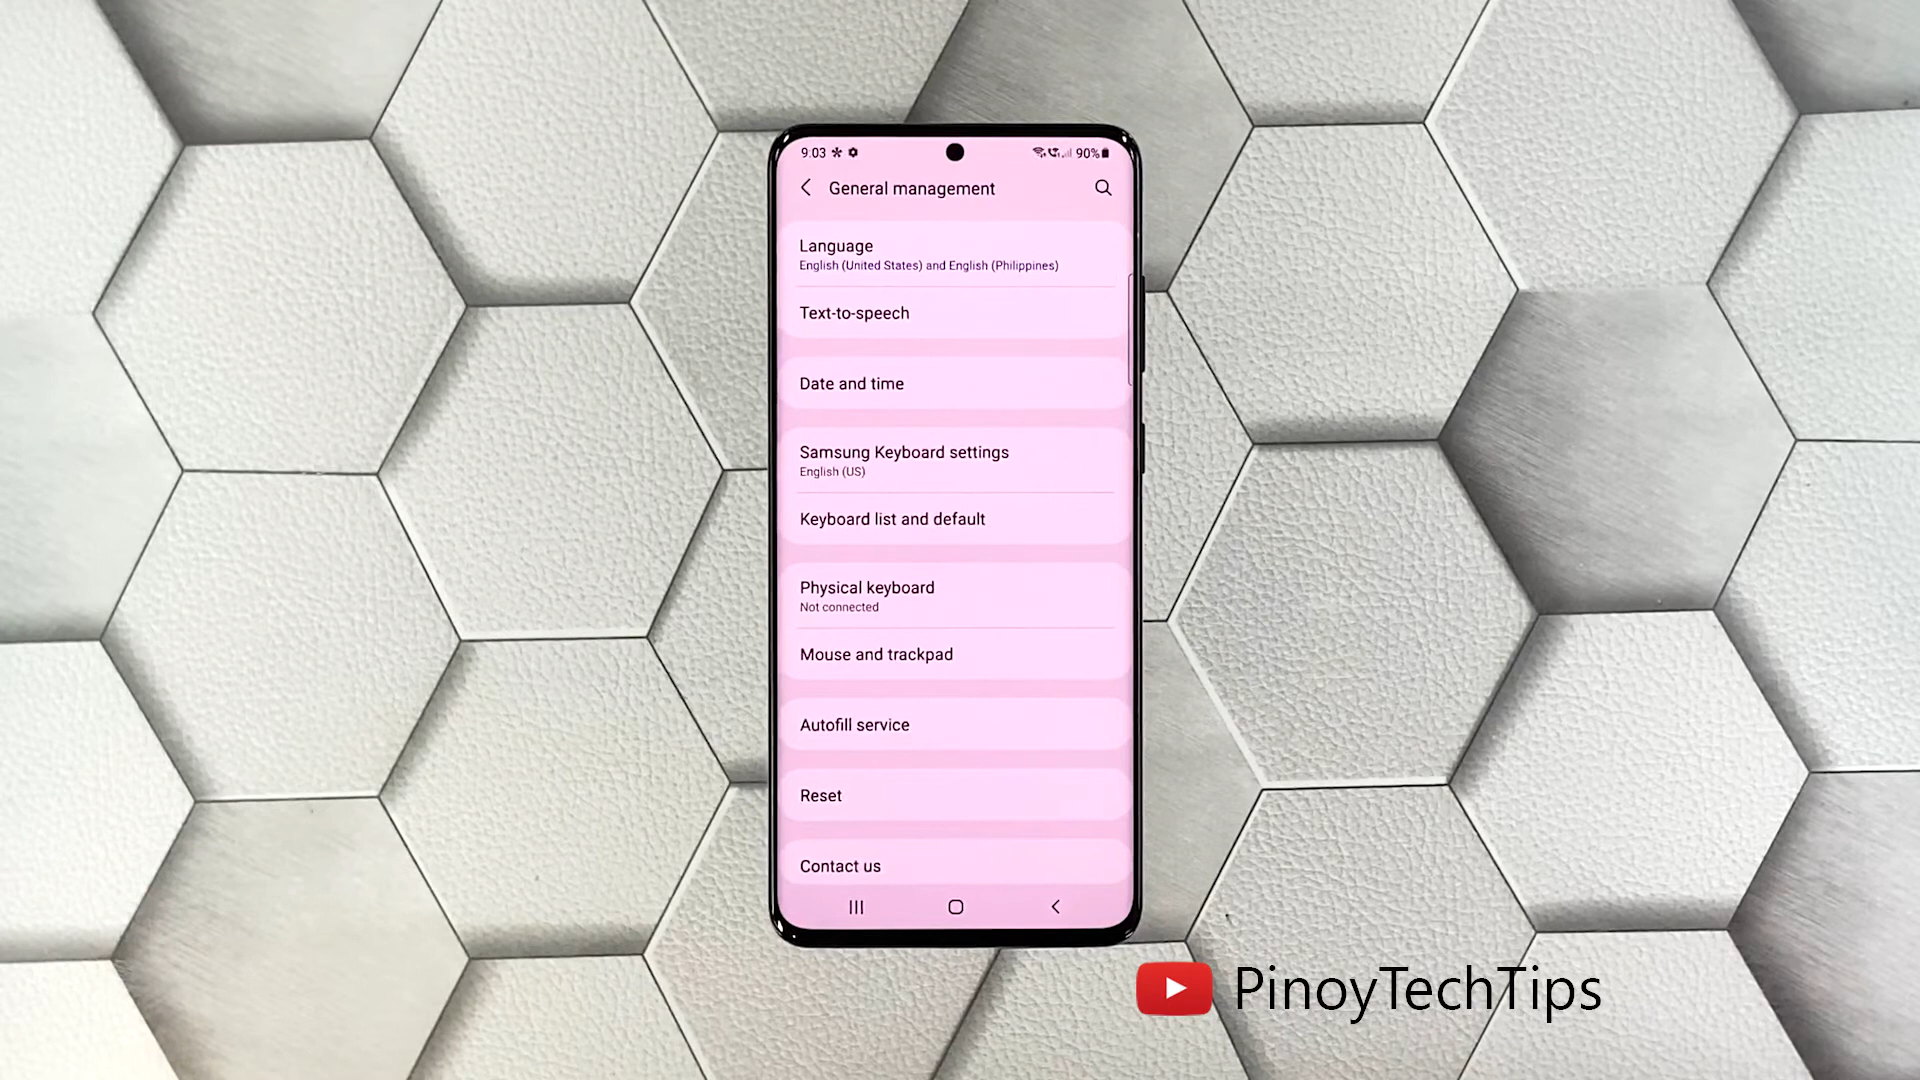 9:03
90%
General management
Language
English (United States) and English (Philippines)
Text-to-speech
Date and time
Samsung Keyboard settings
English (US)
Keyboard list and default
Physical keyboard
Not connected
Mouse and trackpad
Autofill service
Reset
Contact us
PinoyTechTips